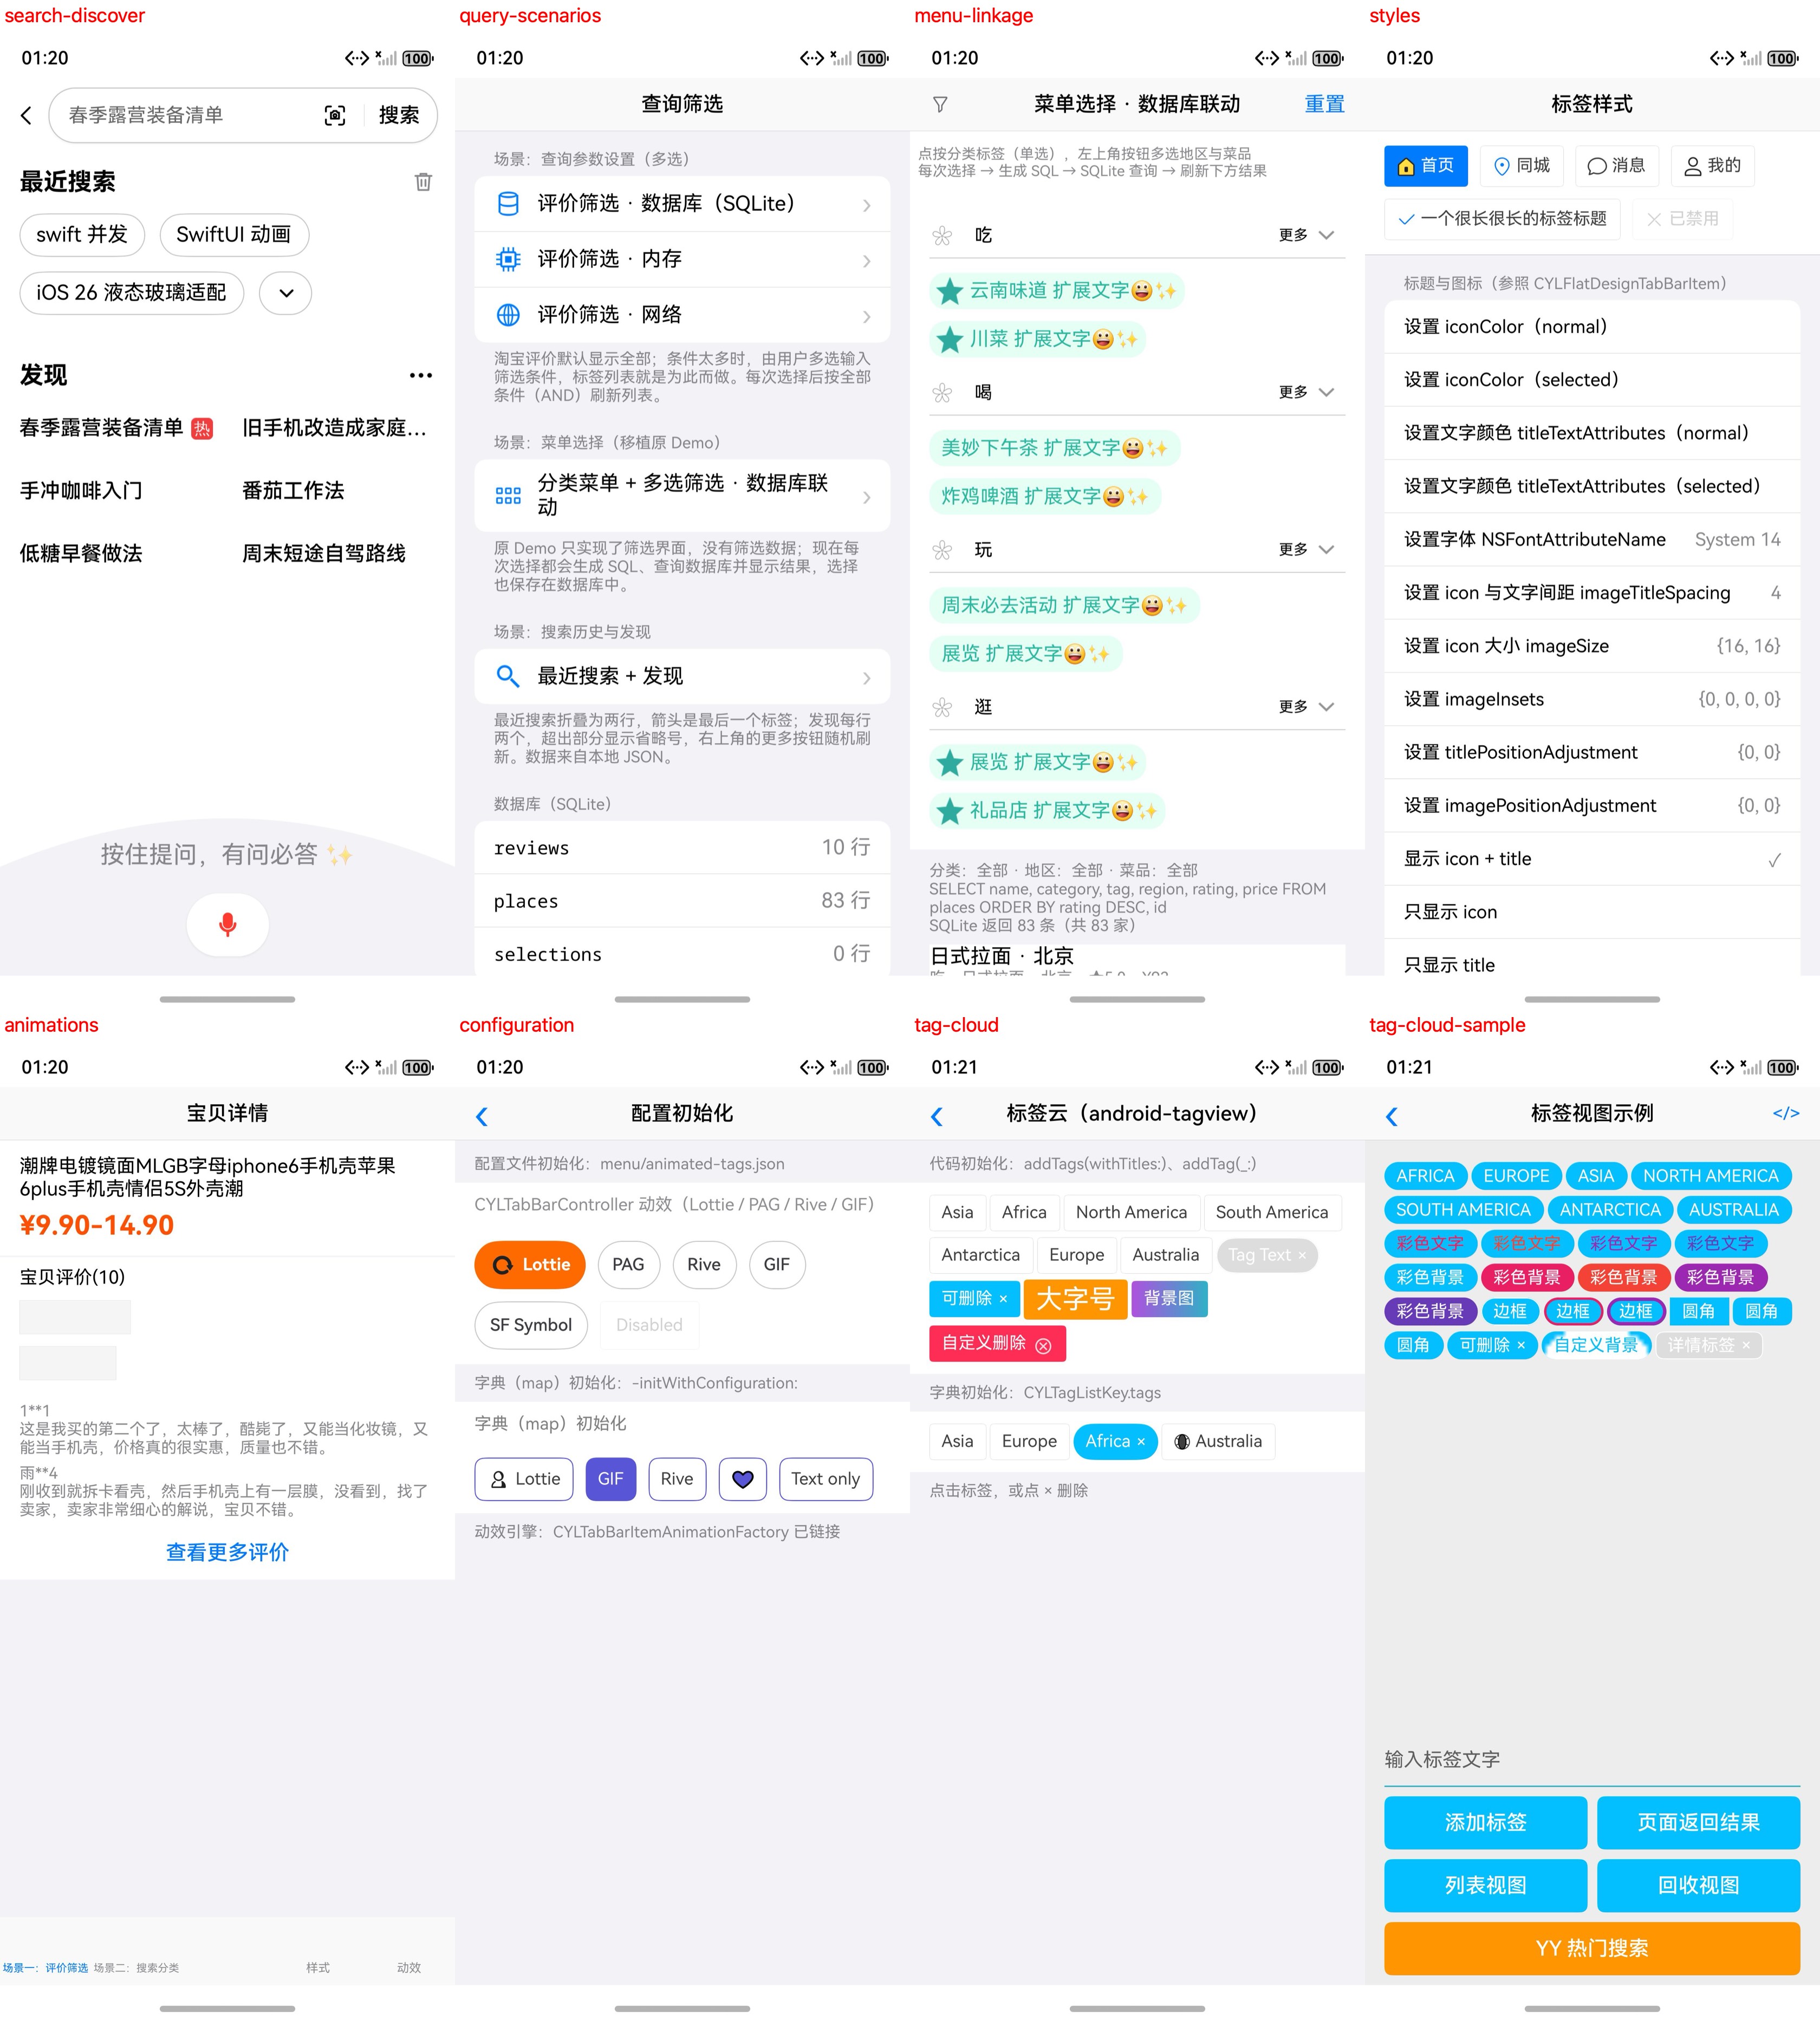 search-discover
01:20
100
春季露营装备清单
搜索
最近搜索
swift 并发
SwiftUI 动画
iOS 26 液态玻璃适配
发现
春季露营装备清单 热
旧手机改造成家庭...
手冲咖啡入门
番茄工作法
低糖早餐做法
周末短途自驾路线
按住提问，有问必答✨
query-scenarios
01:20
100
查询筛选
场景：查询参数设置（多选）
评价筛选 · 数据库（SQLite）
评价筛选 · 内存
评价筛选 · 网络
淘宝评价默认显示全部；条件太多时，由用户多选输入
筛选条件，标签列表就是为此而做。每次选择后按全部
条件（AND）刷新列表。
场景：菜单选择（移植原 Demo）
分类菜单 + 多选筛选 · 数据库联
动
原 Demo 只实现了筛选界面，没有筛选数据；现在每
次选择都会生成 SQL、查询数据库并显示结果，选择
也保存在数据库中。
场景：搜索历史与发现
最近搜索 + 发现
最近搜索折叠为两行，箭头是最后一个标签；发现每行
两个，超出部分显示省略号，右上角的更多按钮随机刷
新。数据来自本地 JSON。
数据库（SQLite）
reviews 10 行
places 83 行
selections 0 行
menu-linkage
01:20
100
菜单选择 · 数据库联动
重置
点按分类标签（单选），左上角按钮多选地区与菜品
每次选择 → 生成 SQL → SQLite 查询 → 刷新下方结果
吃 更多
云南味道 扩展文字😀✨
川菜 扩展文字😀✨
喝 更多
美妙下午茶 扩展文字😀✨
炸鸡啤酒 扩展文字😀✨
玩 更多
周末必去活动 扩展文字😀✨
展览 扩展文字😀✨
逛 更多
展览 扩展文字😀✨
礼品店 扩展文字😀✨
分类：全部 · 地区：全部 · 菜品：全部
SELECT name, category, tag, region, rating, price FROM
places ORDER BY rating DESC, id
SQLite 返回 83 条（共 83 家）
日式拉面 · 北京
styles
01:20
100
标签样式
首页
同城
消息
我的
一个很长很长的标签标题
已禁用
标题与图标（参照 CYLFlatDesignTabBarItem）
设置 iconColor（normal）
设置 iconColor（selected）
设置文字颜色 titleTextAttributes（normal）
设置文字颜色 titleTextAttributes（selected）
设置字体 NSFontAttributeName System 14
设置 icon 与文字间距 imageTitleSpacing 4
设置 icon 大小 imageSize {16, 16}
设置 imageInsets {0, 0, 0, 0}
设置 titlePositionAdjustment {0, 0}
设置 imagePositionAdjustment {0, 0}
显示 icon + title ✓
只显示 icon
只显示 title
animations
01:20
100
宝贝详情
潮牌电镀镜面MLGB字母iphone6手机壳苹果
6plus手机壳情侣5S外壳潮
¥9.90-14.90
宝贝评价(10)
1**1
这是我买的第二个了，太棒了，酷毙了，又能当化妆镜，又
能当手机壳，价格真的很实惠，质量也不错。
雨**4
刚收到就拆卡看壳，然后手机壳上有一层膜，没看到，找了
卖家，卖家非常细心的解说，宝贝不错。
查看更多评价
场景一：评价筛选 场景二：搜索分类 样式 动效
configuration
01:20
100
配置初始化
配置文件初始化：menu/animated-tags.json
CYLTabBarController 动效（Lottie / PAG / Rive / GIF）
Lottie
PAG
Rive
GIF
SF Symbol
Disabled
字典（map）初始化：-initWithConfiguration:
字典（map）初始化
Lottie
GIF
Rive
Text only
动效引擎：CYLTabBarItemAnimationFactory 已链接
tag-cloud
01:21
100
标签云（android-tagview）
代码初始化：addTags(withTitles:)、addTag(_:)
Asia
Africa
North America
South America
Antarctica
Europe
Australia
Tag Text ×
可删除 ×
大字号
背景图
自定义删除
字典初始化：CYLTagListKey.tags
Asia
Europe
Africa ×
Australia
点击标签，或点 × 删除
tag-cloud-sample
01:21
100
标签视图示例
</>
AFRICA
EUROPE
ASIA
NORTH AMERICA
SOUTH AMERICA
ANTARCTICA
AUSTRALIA
彩色文字
彩色文字
彩色文字
彩色文字
彩色背景
彩色背景
彩色背景
彩色背景
彩色背景
边框
边框
边框
圆角
圆角
圆角
可删除 ×
自定义背景
详情标签 ×
输入标签文字
添加标签
页面返回结果
列表视图
回收视图
YY 热门搜索